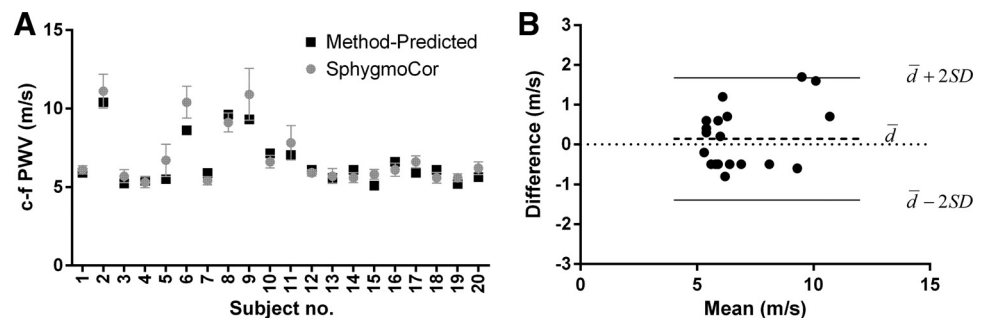 A
15
10
5
0
c-f PWV (m/s)
Method-Predicted
SphygmoCor
1 2 3 4 5 6 7 8 9 10 11 12 13 14 15 16 17 18 19 20
Subject no.
B
3
2
1
0
-1
-2
-3
Difference (m/s)
d̅ + 2SD
d̅
d̅ − 2SD
0 5 10 15
Mean (m/s)